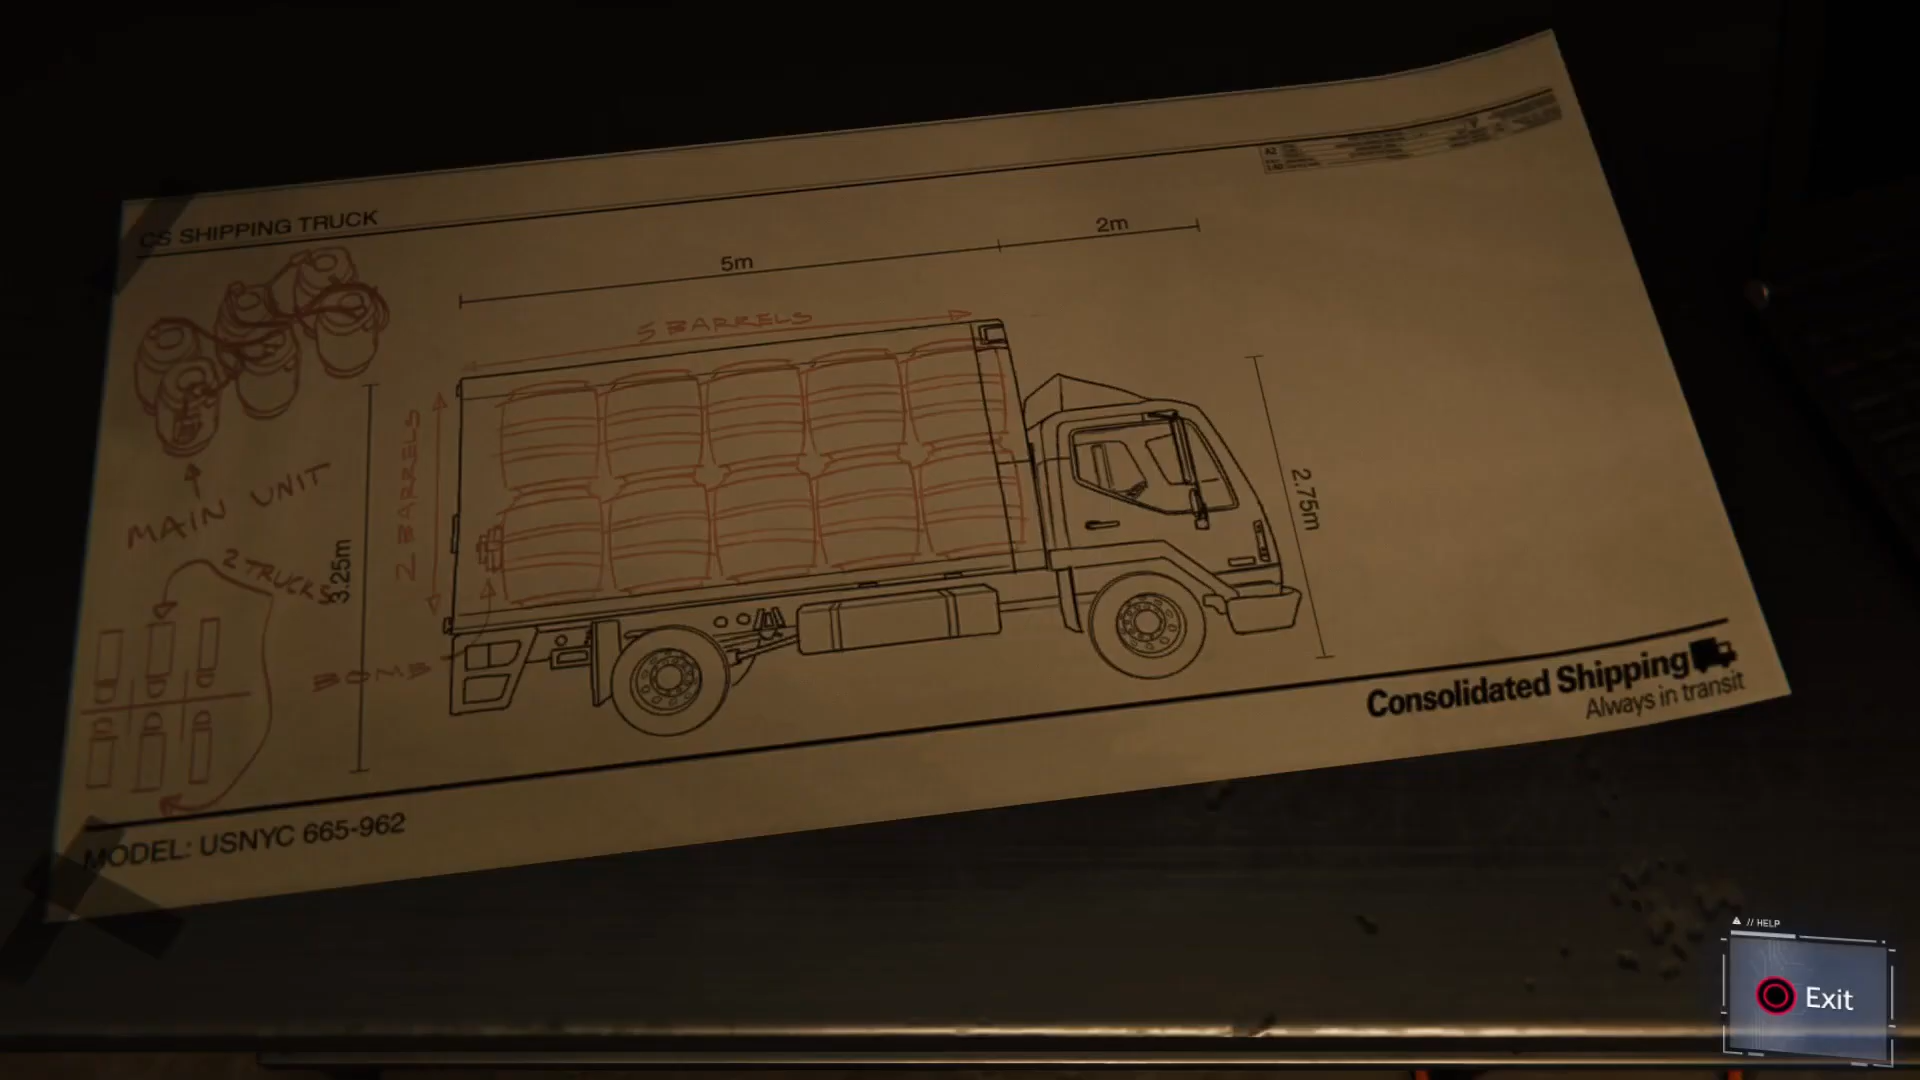 CS SHIPPING TRUCK
5m
2m
5 BARRELS
2 BARRELS
MAIN UNIT
2 TRUCKS
3.25m
2.75m
BOMB
Consolidated Shipping
Always in transit
MODEL: USNYC 665-962
// HELP
Exit